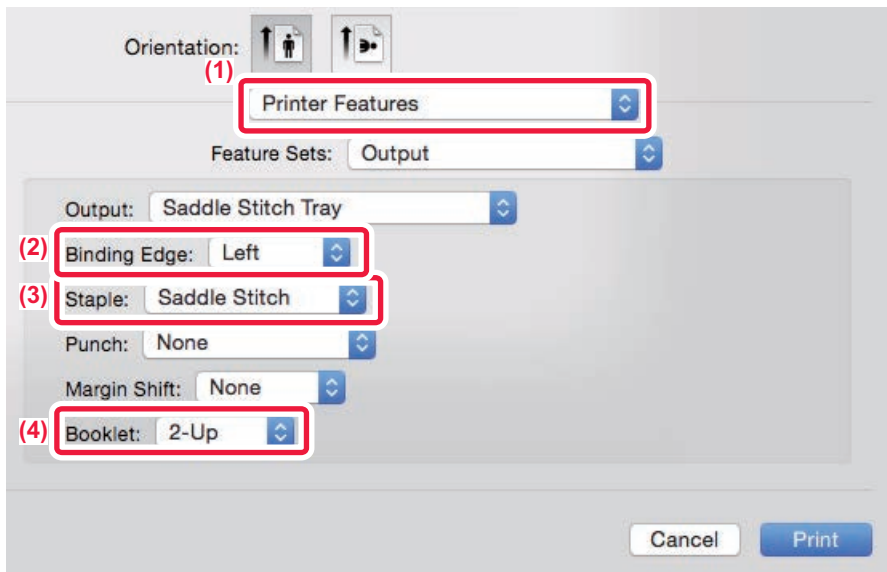 Orientation:
(1)
Printer Features
Feature Sets: Output
Output: Saddle Stitch Tray
(2) Binding Edge: Left
(3) Staple: Saddle Stitch
Punch: None
Margin Shift: None
(4) Booklet: 2-Up
Cancel Print